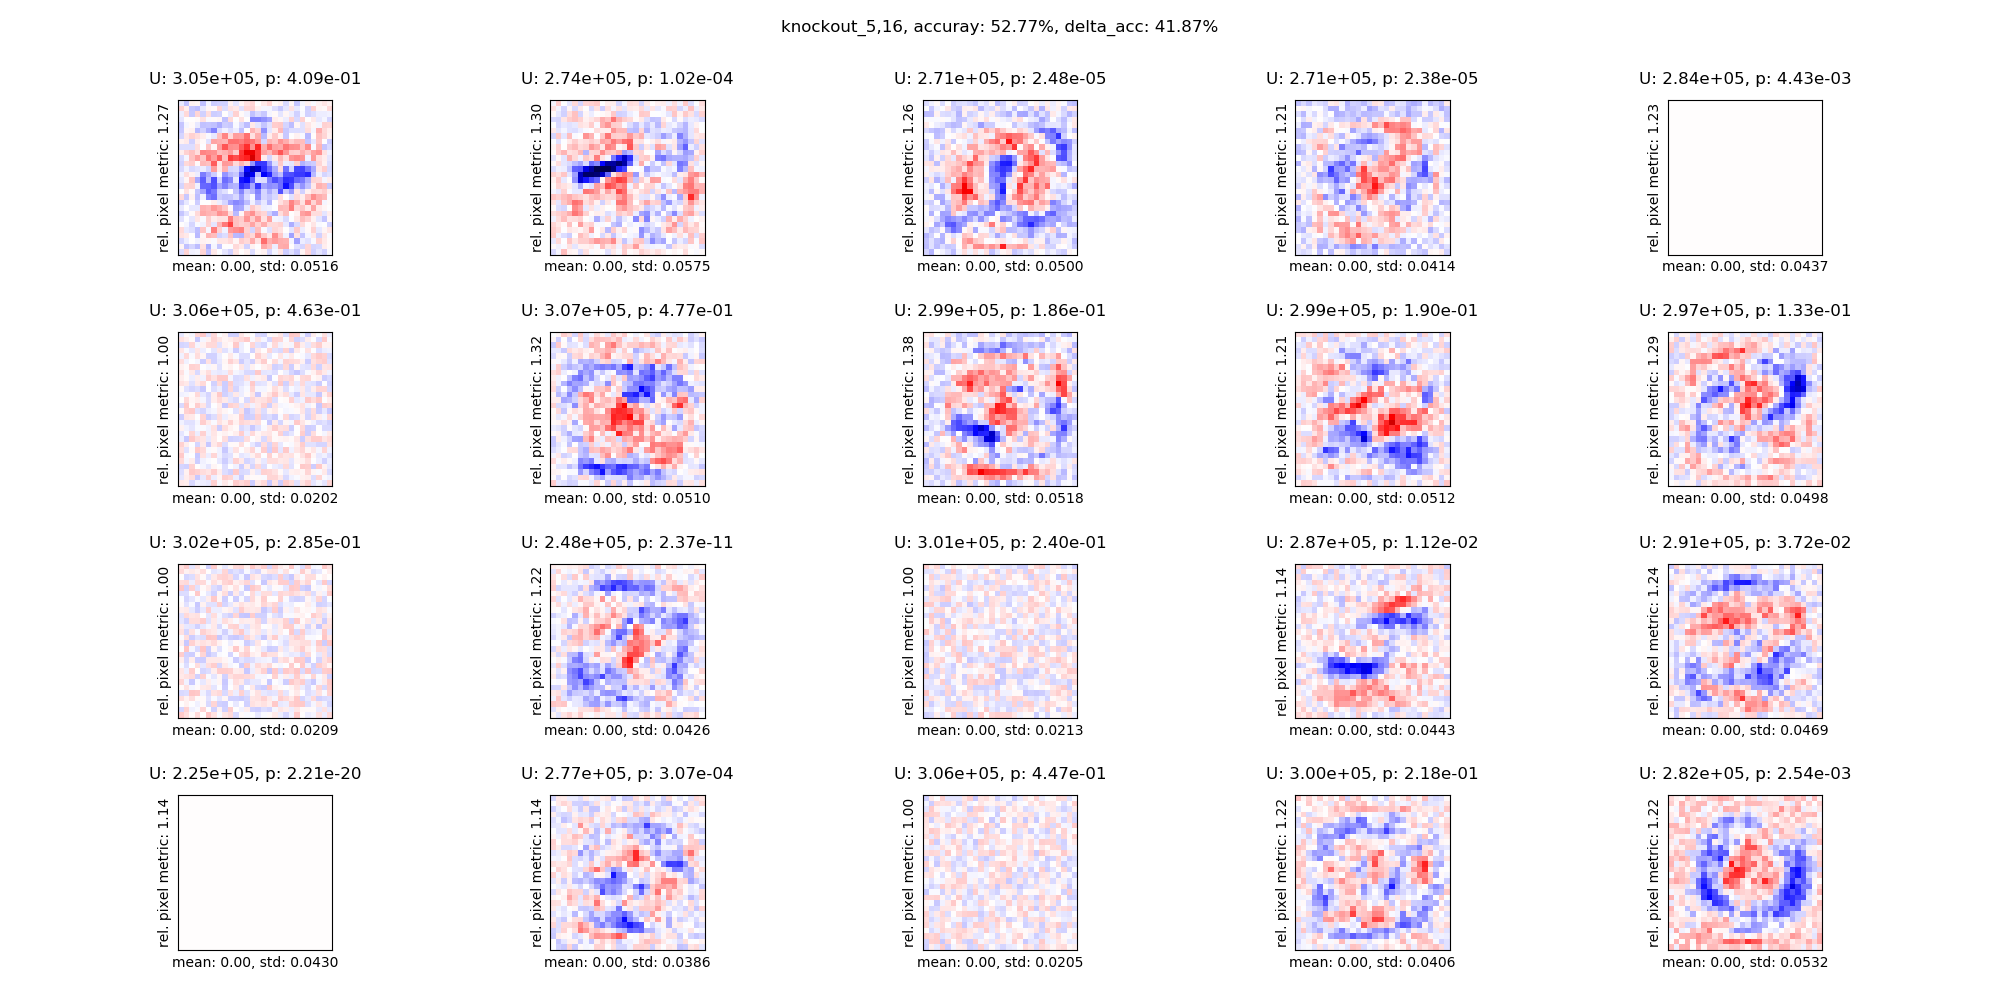 knockout_5,16, accuray: 52.77%, delta_acc: 41.87%
U: 3.05e+05, p: 4.09e-01
rel. pixel metric: 1.27
mean: 0.00, std: 0.0516
U: 2.74e+05, p: 1.02e-04
rel. pixel metric: 1.30
mean: 0.00, std: 0.0575
U: 2.71e+05, p: 2.48e-05
rel. pixel metric: 1.26
mean: 0.00, std: 0.0500
U: 2.71e+05, p: 2.38e-05
rel. pixel metric: 1.21
mean: 0.00, std: 0.0414
U: 2.84e+05, p: 4.43e-03
rel. pixel metric: 1.23
mean: 0.00, std: 0.0437
U: 3.06e+05, p: 4.63e-01
rel. pixel metric: 1.00
mean: 0.00, std: 0.0202
U: 3.07e+05, p: 4.77e-01
rel. pixel metric: 1.32
mean: 0.00, std: 0.0510
U: 2.99e+05, p: 1.86e-01
rel. pixel metric: 1.38
mean: 0.00, std: 0.0518
U: 2.99e+05, p: 1.90e-01
rel. pixel metric: 1.21
mean: 0.00, std: 0.0512
U: 2.97e+05, p: 1.33e-01
rel. pixel metric: 1.29
mean: 0.00, std: 0.0498
U: 3.02e+05, p: 2.85e-01
rel. pixel metric: 1.00
mean: 0.00, std: 0.0209
U: 2.48e+05, p: 2.37e-11
rel. pixel metric: 1.22
mean: 0.00, std: 0.0426
U: 3.01e+05, p: 2.40e-01
rel. pixel metric: 1.00
mean: 0.00, std: 0.0213
U: 2.87e+05, p: 1.12e-02
rel. pixel metric: 1.14
mean: 0.00, std: 0.0443
U: 2.91e+05, p: 3.72e-02
rel. pixel metric: 1.24
mean: 0.00, std: 0.0469
U: 2.25e+05, p: 2.21e-20
rel. pixel metric: 1.14
mean: 0.00, std: 0.0430
U: 2.77e+05, p: 3.07e-04
rel. pixel metric: 1.14
mean: 0.00, std: 0.0386
U: 3.06e+05, p: 4.47e-01
rel. pixel metric: 1.00
mean: 0.00, std: 0.0205
U: 3.00e+05, p: 2.18e-01
rel. pixel metric: 1.22
mean: 0.00, std: 0.0406
U: 2.82e+05, p: 2.54e-03
rel. pixel metric: 1.22
mean: 0.00, std: 0.0532